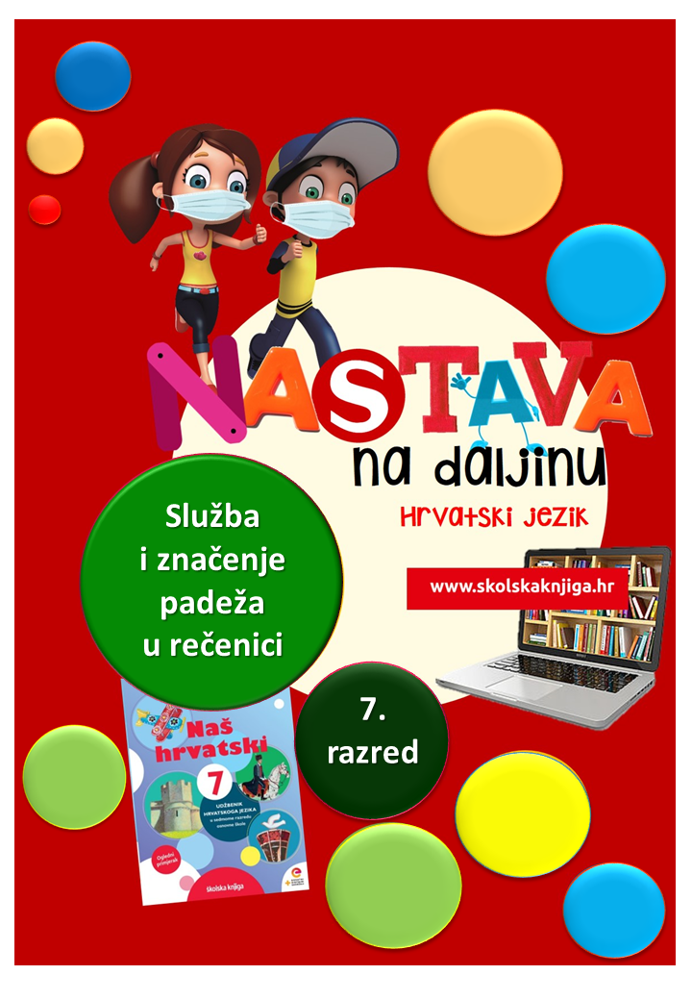 NASTAVA
na daljinu
Hrvatski jezik
Služba
i značenje
padeža
u rečenici
www.skolskaknjiga.hr
7.
razred
Naš
hrvatski
7
UDŽBENIK
HRVATSKOGA JEZIKA
u sedmome razredu
osnovne škole
Ogledni
primjerak
školska knjiga